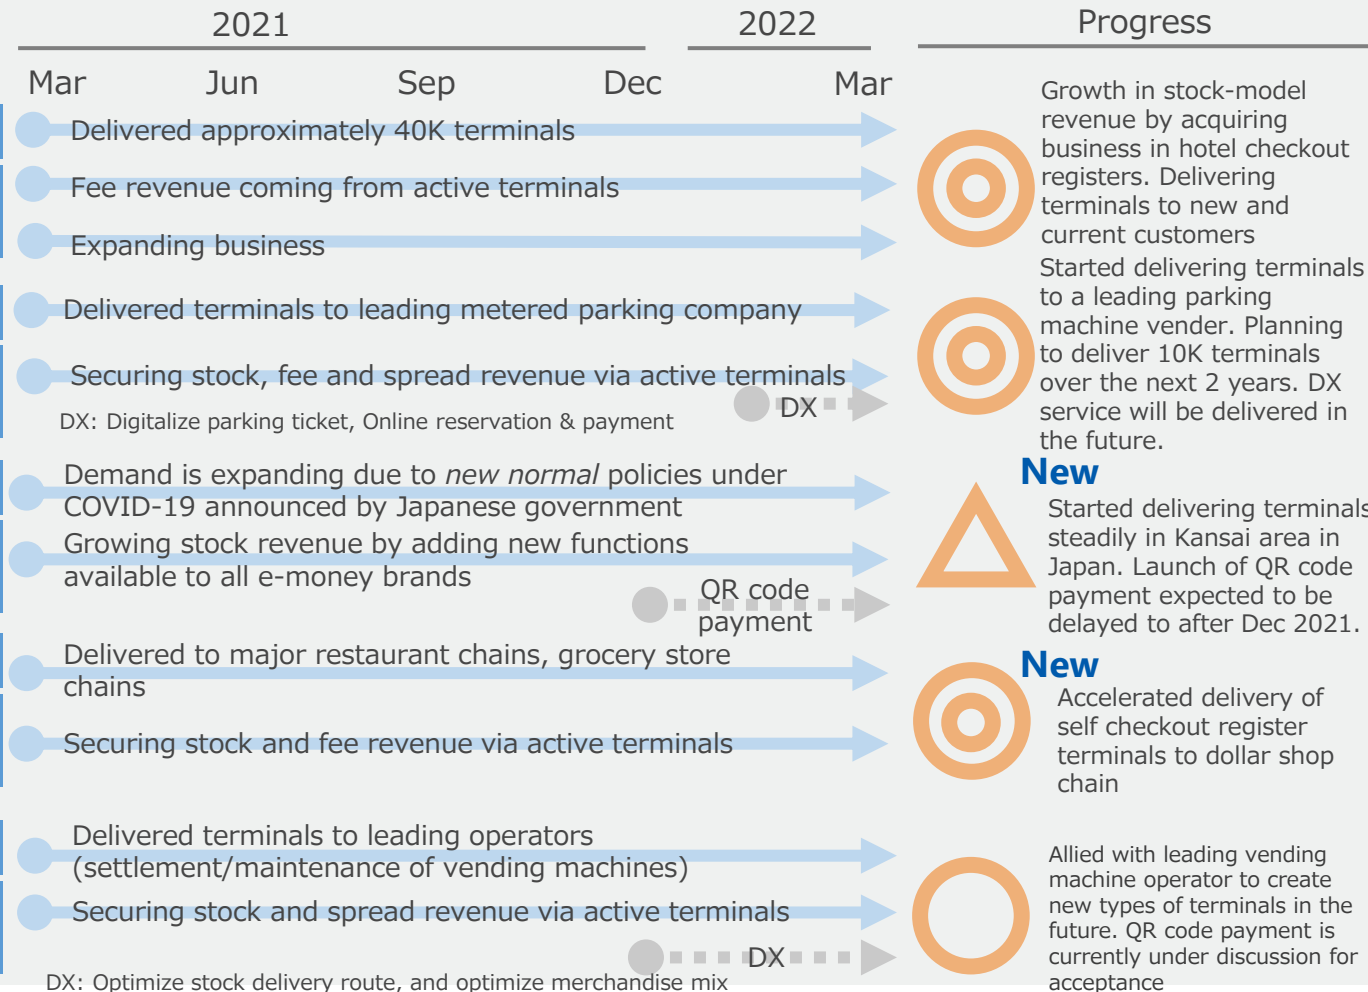 2021
2022
Progress
Mar
Jun
Sep
Dec
Mar
Delivered approximately 40K terminals
Fee revenue coming from active terminals
Expanding business
Growth in stock-model
revenue by acquiring
business in hotel checkout
registers. Delivering
terminals to new and
current customers
Delivered terminals to leading metered parking company
Securing stock, fee and spread revenue via active terminals
DX
DX: Digitalize parking ticket, Online reservation & payment
Started delivering terminals
to a leading parking
machine vender. Planning
to deliver 10K terminals
over the next 2 years. DX
service will be delivered in
the future.
Demand is expanding due to new normal policies under
COVID-19 announced by Japanese government
Growing stock revenue by adding new functions
available to all e-money brands
QR code
payment
New
Started delivering terminals
steadily in Kansai area in
Japan. Launch of QR code
payment expected to be
delayed to after Dec 2021.
Delivered to major restaurant chains, grocery store
chains
Securing stock and fee revenue via active terminals
New
Accelerated delivery of
self checkout register
terminals to dollar shop
chain
Delivered terminals to leading operators
(settlement/maintenance of vending machines)
Securing stock and spread revenue via active terminals
DX
DX: Optimize stock delivery route, and optimize merchandise mix
Allied with leading vending
machine operator to create
new types of terminals in the
future. QR code payment is
currently under discussion for
acceptance